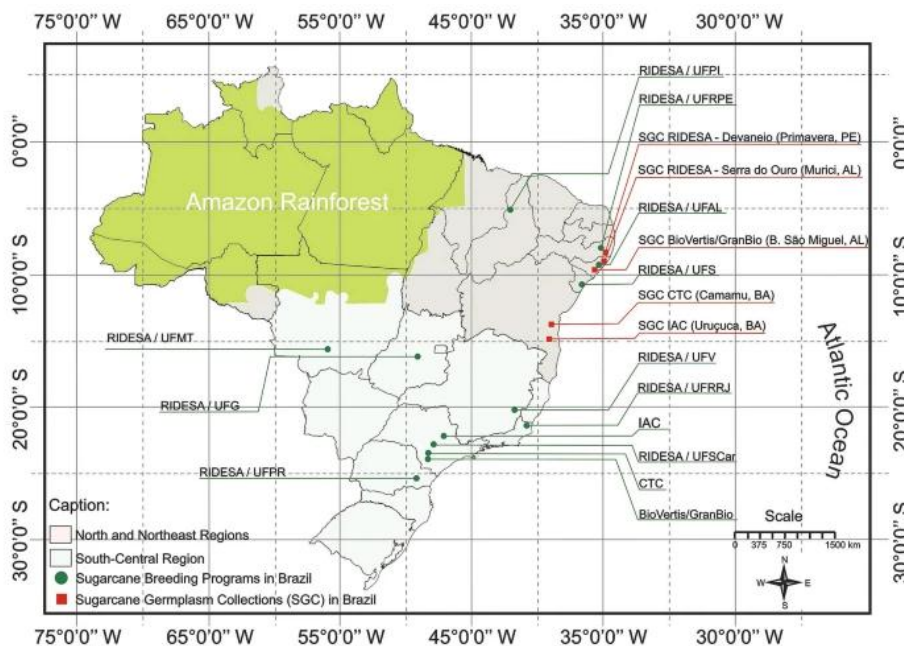 75°0'0'' W 65°0'0'' W 55°0'0'' W 45°0'0'' W 35°0'0'' W 30°0'0'' W
0°0'0''
10°0'0'' S
20°0'0'' S
30°0'0'' S
Amazon Rainforest
RIDESA / UFPI
RIDESA / UFRPE
SGC RIDESA - Devaneio (Primavera, PE)
SGC RIDESA - Serra do Ouro (Murici, AL)
RIDESA / UFAL
SGC BioVertis/GranBio (B. São Miguel, AL)
RIDESA / UFS
SGC CTC (Camamu, BA)
SGC IAC (Uruçuca, BA)
RIDESA / UFV
RIDESA / UFRRJ
IAC
RIDESA / UFSCar
CTC
BioVertis/GranBio
RIDESA / UFMT
RIDESA / UFG
RIDESA / UFPR
Atlantic Ocean
0°0'0''
10°0'0'' S
20°0'0'' S
30°0'0'' S
Caption:
North and Northeast Regions
South-Central Region
Sugarcane Breeding Programs in Brazil
Sugarcane Germplasm Collections (SGC) in Brazil
Scale
0 375 750 1500 km
N
W E
S
75°0'0'' W 65°0'0'' W 55°0'0'' W 45°0'0'' W 35°0'0'' W 30°0'0'' W